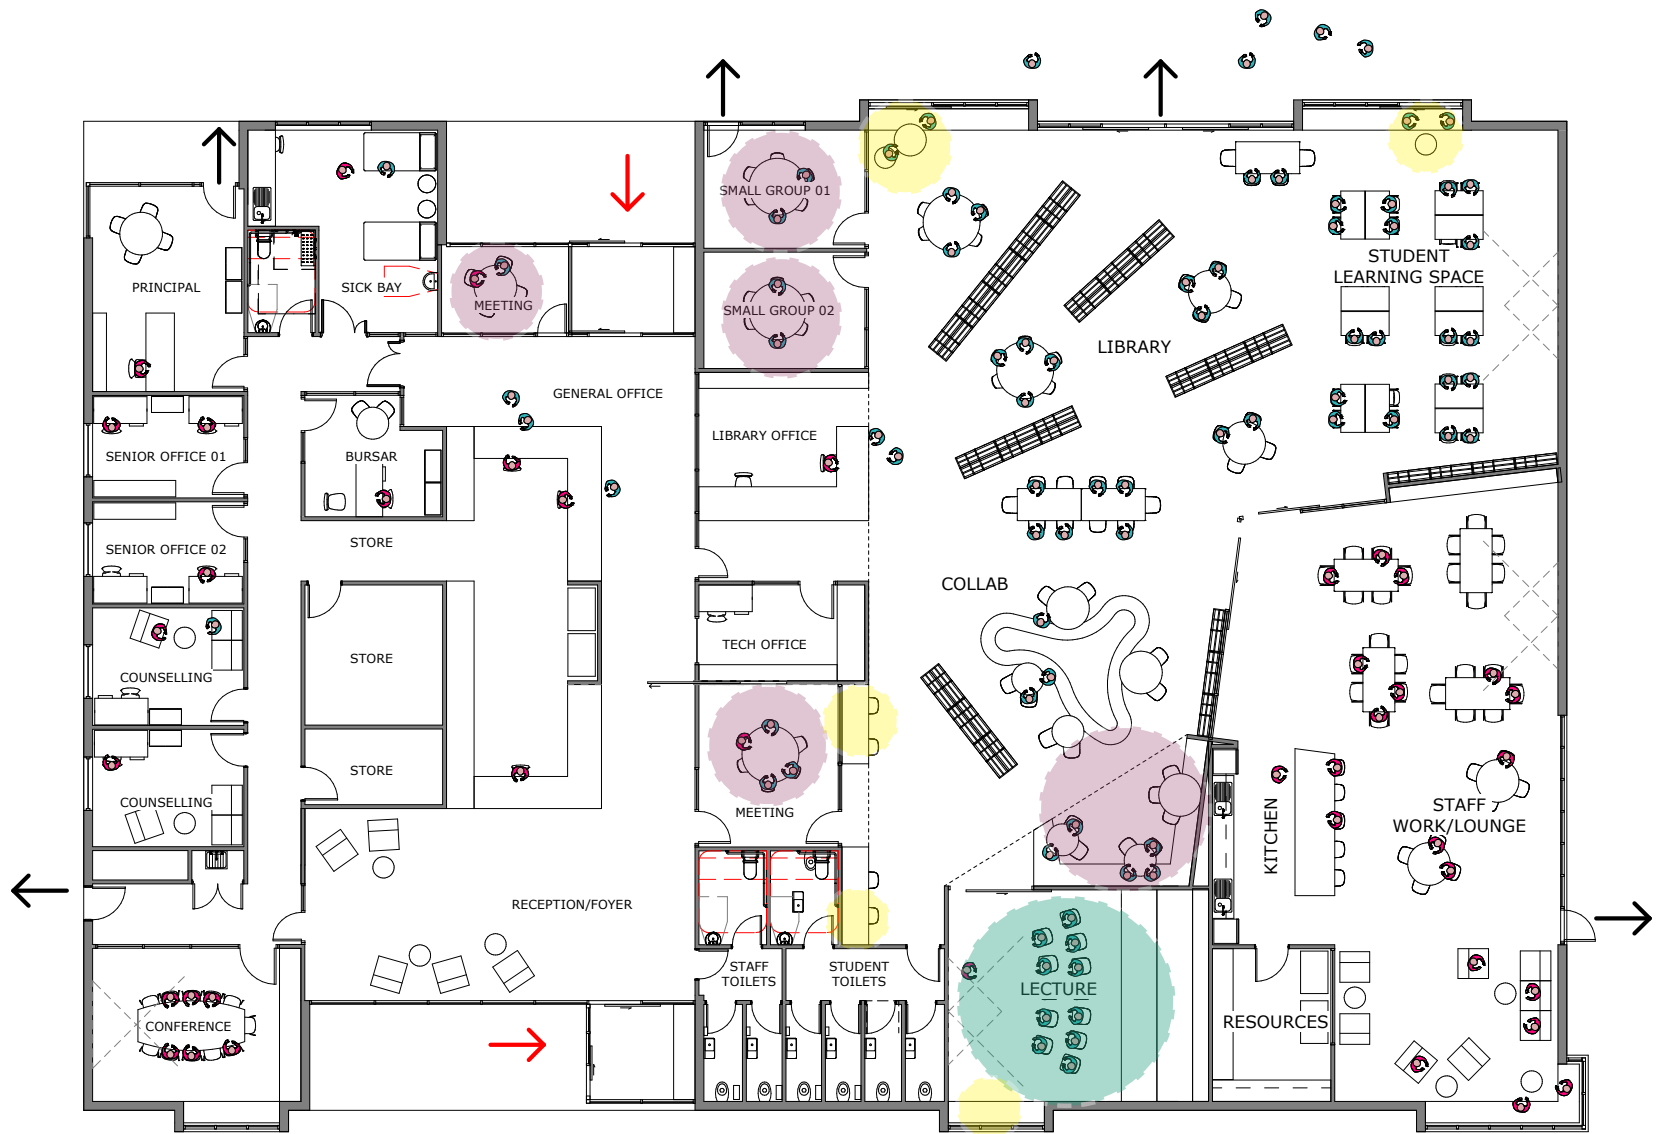 SMALL GROUP 01
STUDENT
LEARNING SPACE
PRINCIPAL
SICK BAY
MEETING
SMALL GROUP 02
LIBRARY
GENERAL OFFICE
LIBRARY OFFICE
SENIOR OFFICE 01
BURSAR
STORE
SENIOR OFFICE 02
COLLAB
STORE
TECH OFFICE
COUNSELLING
STORE
COUNSELLING
MEETING
KITCHEN
STAFF
WORK/LOUNGE
RECEPTION/FOYER
STAFF
TOILETS
STUDENT
TOILETS
LECTURE
CONFERENCE
RESOURCES